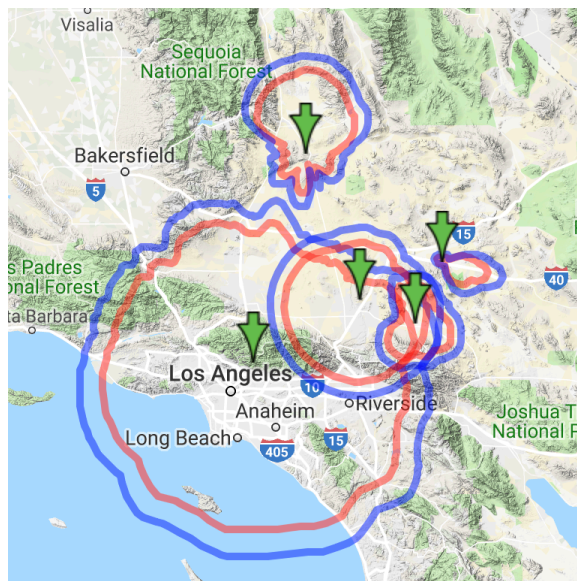 Visalia
Sequoia
National Forest
Bakersfield
5
15
40
s Padres
onal Forest
ta Barbara
Los Angeles
10
Anaheim
Riverside
Long Beach
405
15
Joshua T
National P